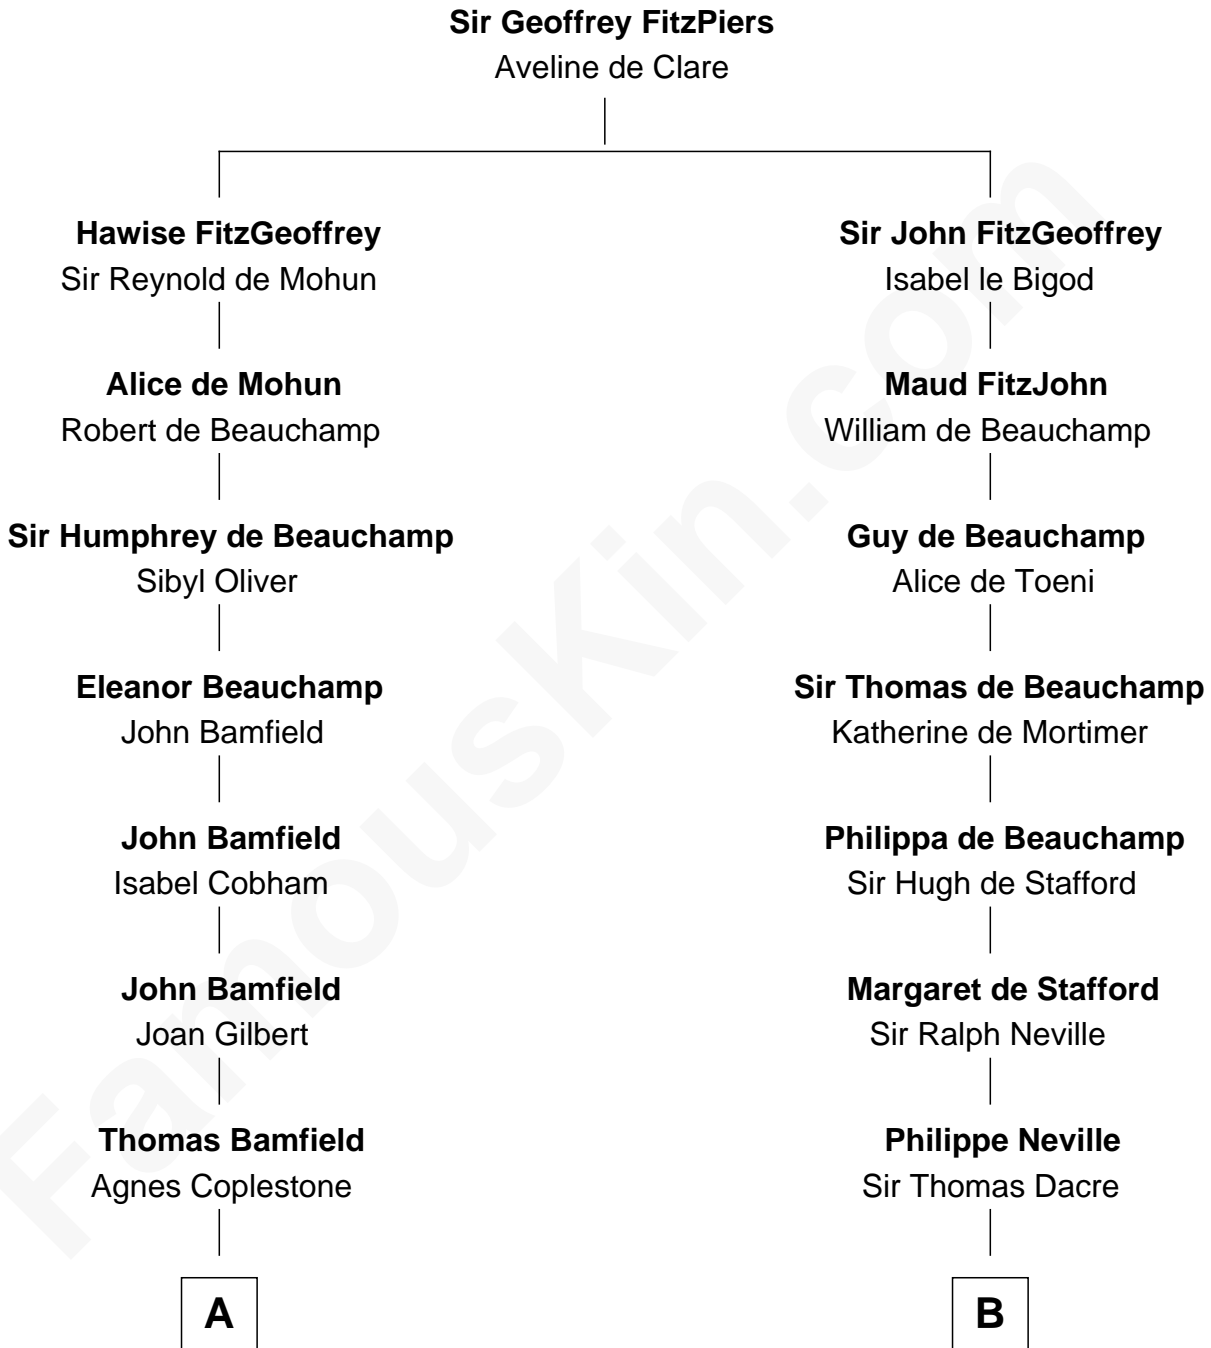 Sir Geoffrey FitzPiers
Aveline de Clare
Hawise FitzGeoffrey
Sir Reynold de Mohun
Alice de Mohun
Robert de Beauchamp
Sir Humphrey de Beauchamp
Sibyl Oliver
Eleanor Beauchamp
John Bamfield
John Bamfield
Isabel Cobham
John Bamfield
Joan Gilbert
Thomas Bamfield
Agnes Coplestone
A
Sir John FitzGeoffrey
Isabel le Bigod
Maud FitzJohn
William de Beauchamp
Guy de Beauchamp
Alice de Toeni
Sir Thomas de Beauchamp
Katherine de Mortimer
Philippa de Beauchamp
Sir Hugh de Stafford
Margaret de Stafford
Sir Ralph Neville
Philippe Neville
Sir Thomas Dacre
B
FamousKin.com